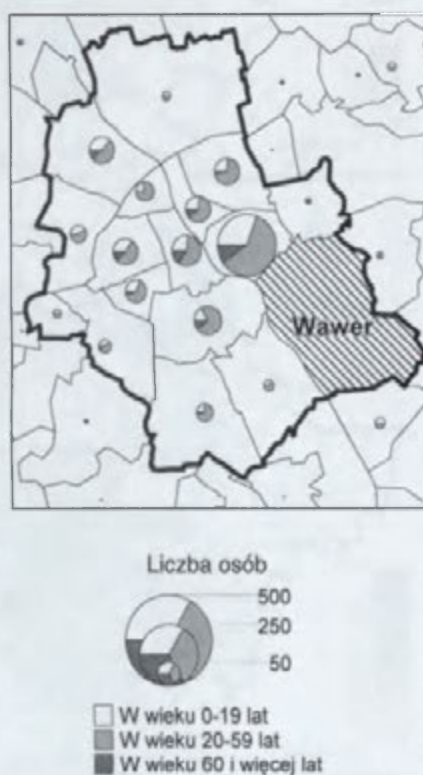 Wawer
Liczba osób
500
250
50
W wieku 0-19 lat
W wieku 20-59 lat
W wieku 60 i więcej lat